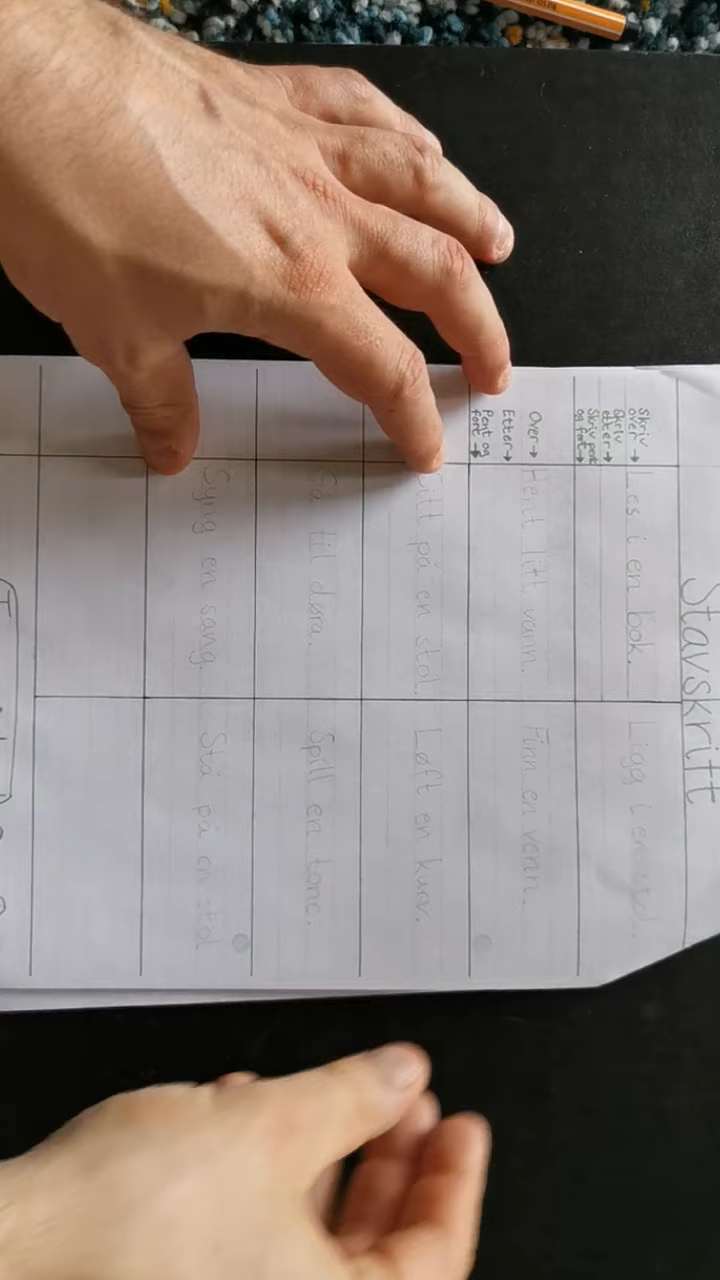 Stavskrift
Skriv
over →
Skriv
etter →
Skriv pent
og fort →
Les i en bok.
Ligg i en
Over →
Etter →
Pent og
fort →
Hent litt vann.
Finn en venn.
Sitt på en stol.
Løft en kurv.
til døra.
Spill en tone.
Syng en sang.
Stå på en stol